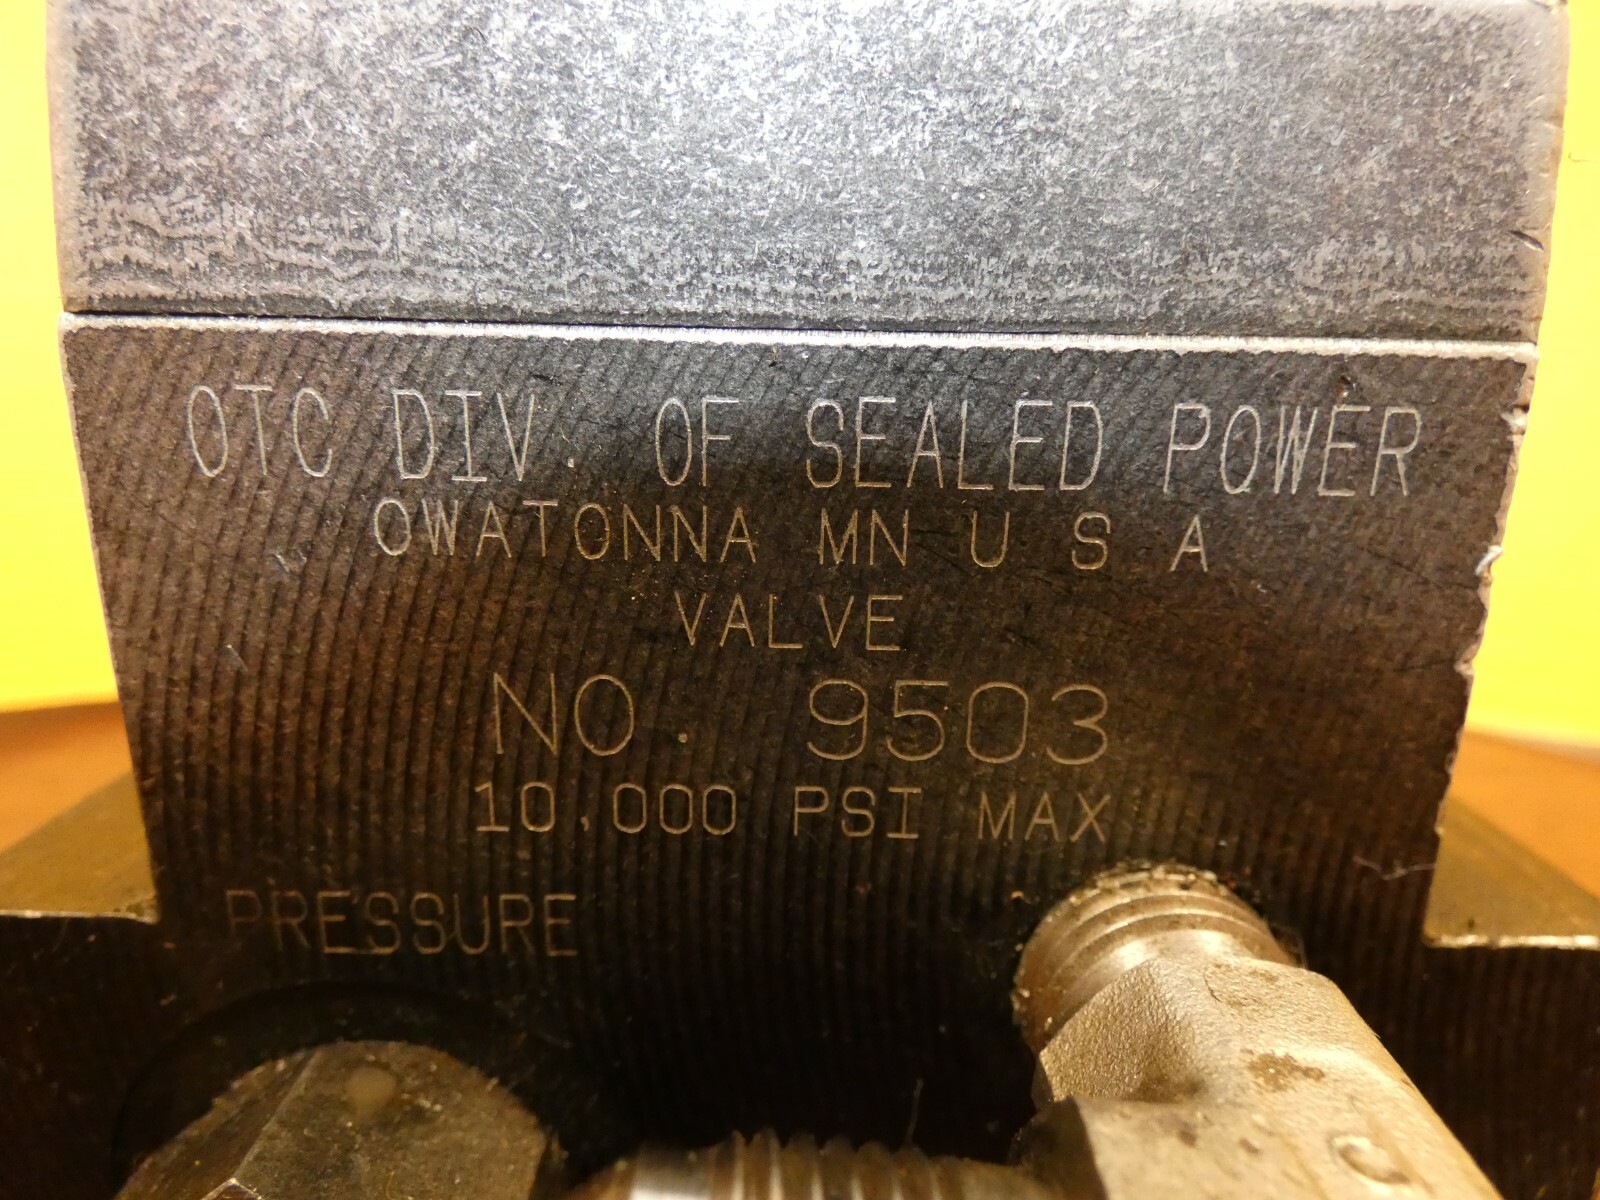 OTC DIV. OF SEALED POWER
OWATONNA MN U S A
VALVE
NO. 9503
10,000 PSI MAX
PRESSURE